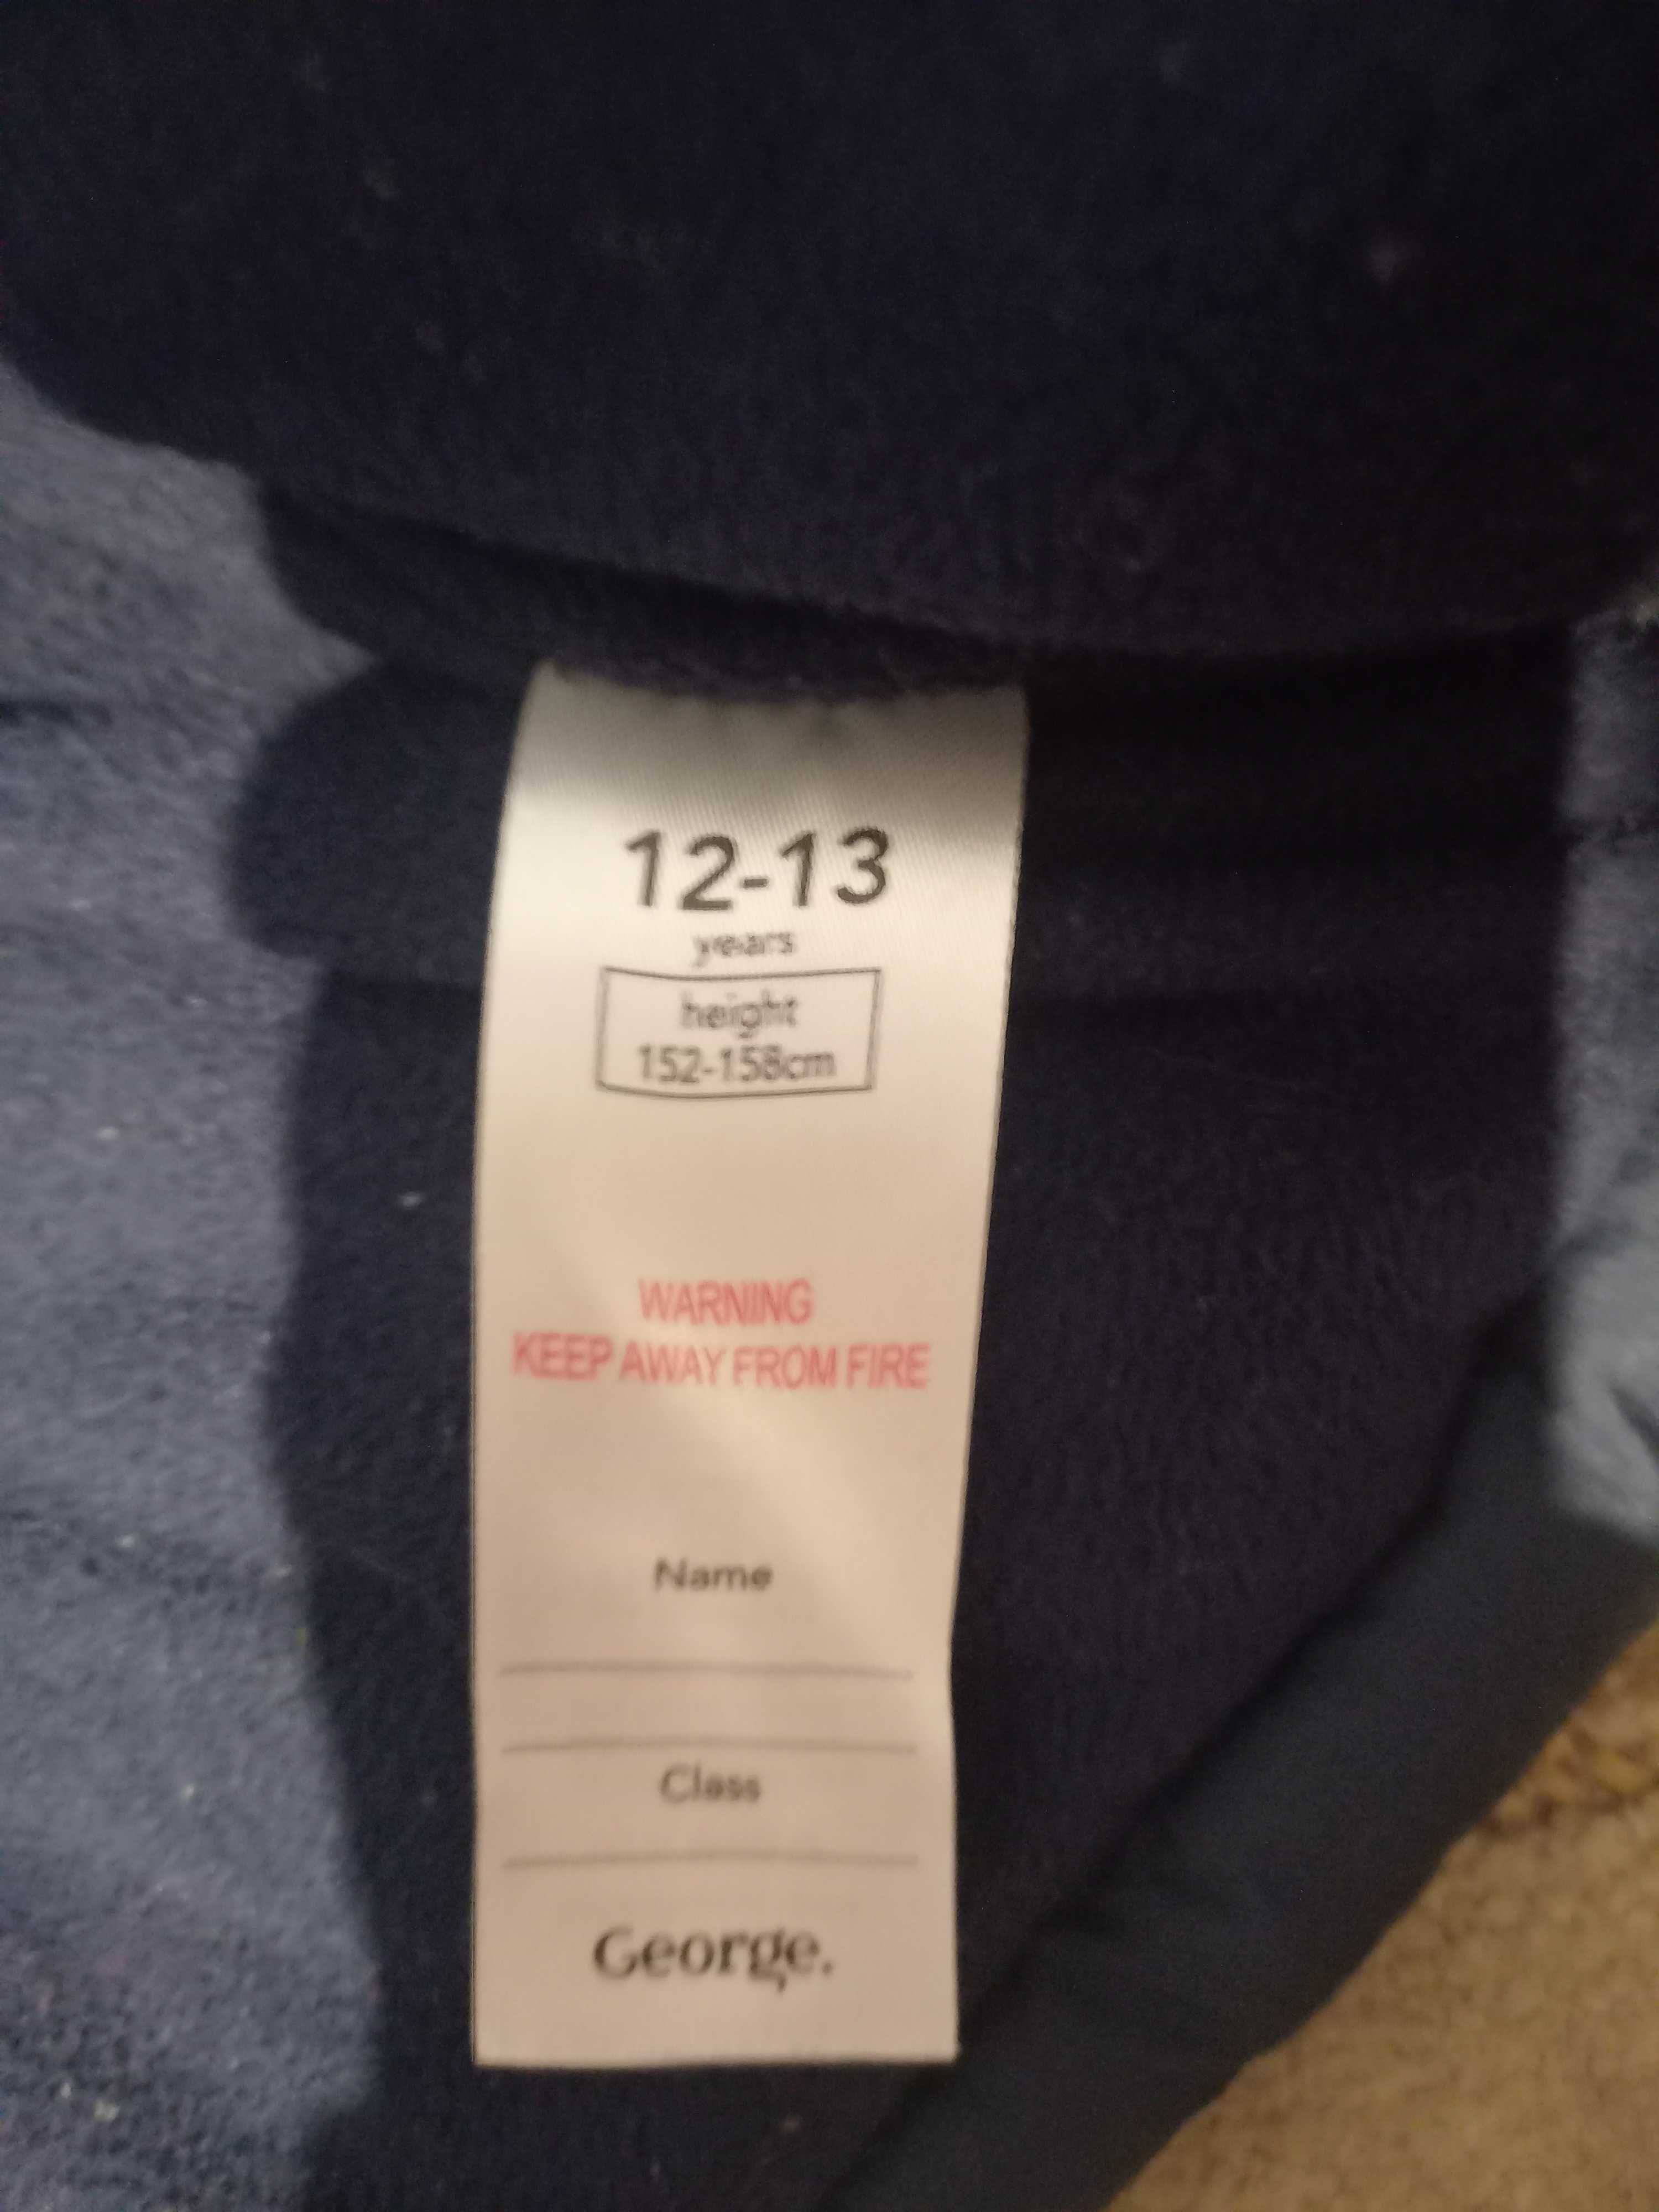 12-13
years
height
152-158cm
WARNING
KEEP AWAY FROM FIRE
Name
Class
George.